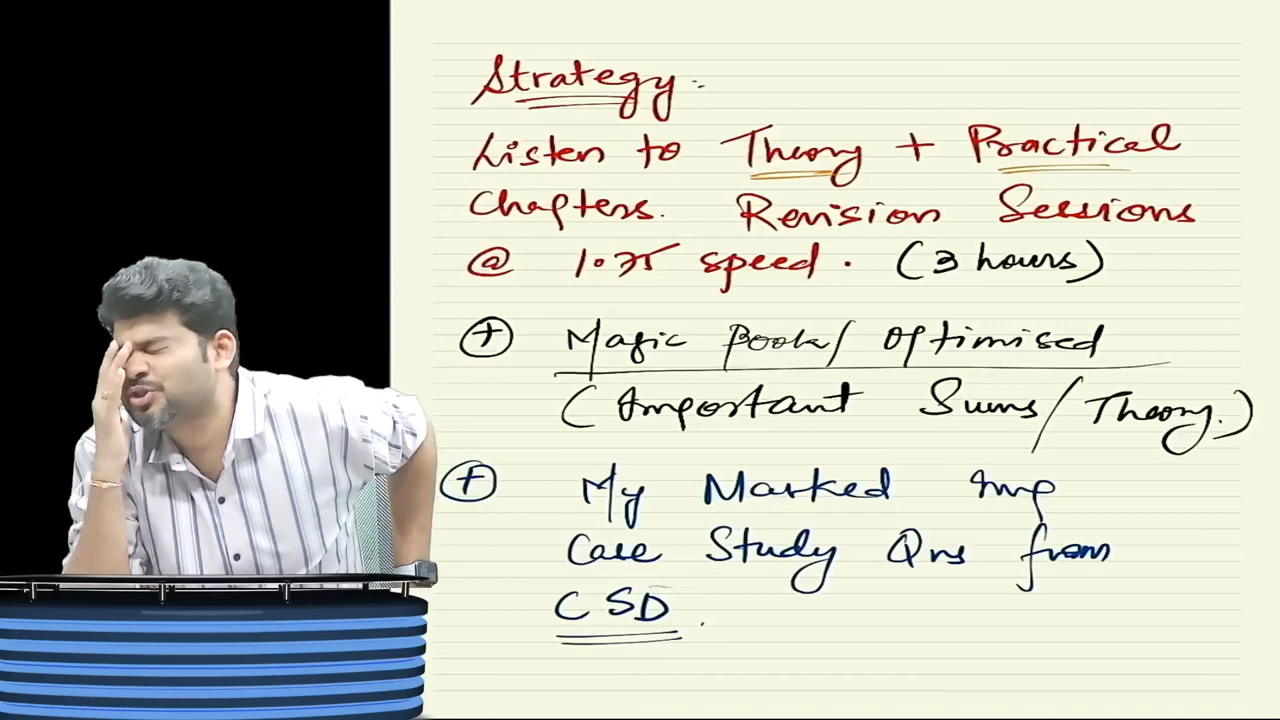 Strategy:
Listen to Theory + Practical
Chapters. Revision Sessions
@ 1.75 speed. (3 hours)
+ Magic Book/ Optimised
(Important Sums/Theory.)
+ My Marked Imp
Case Study Qns from
CSD.